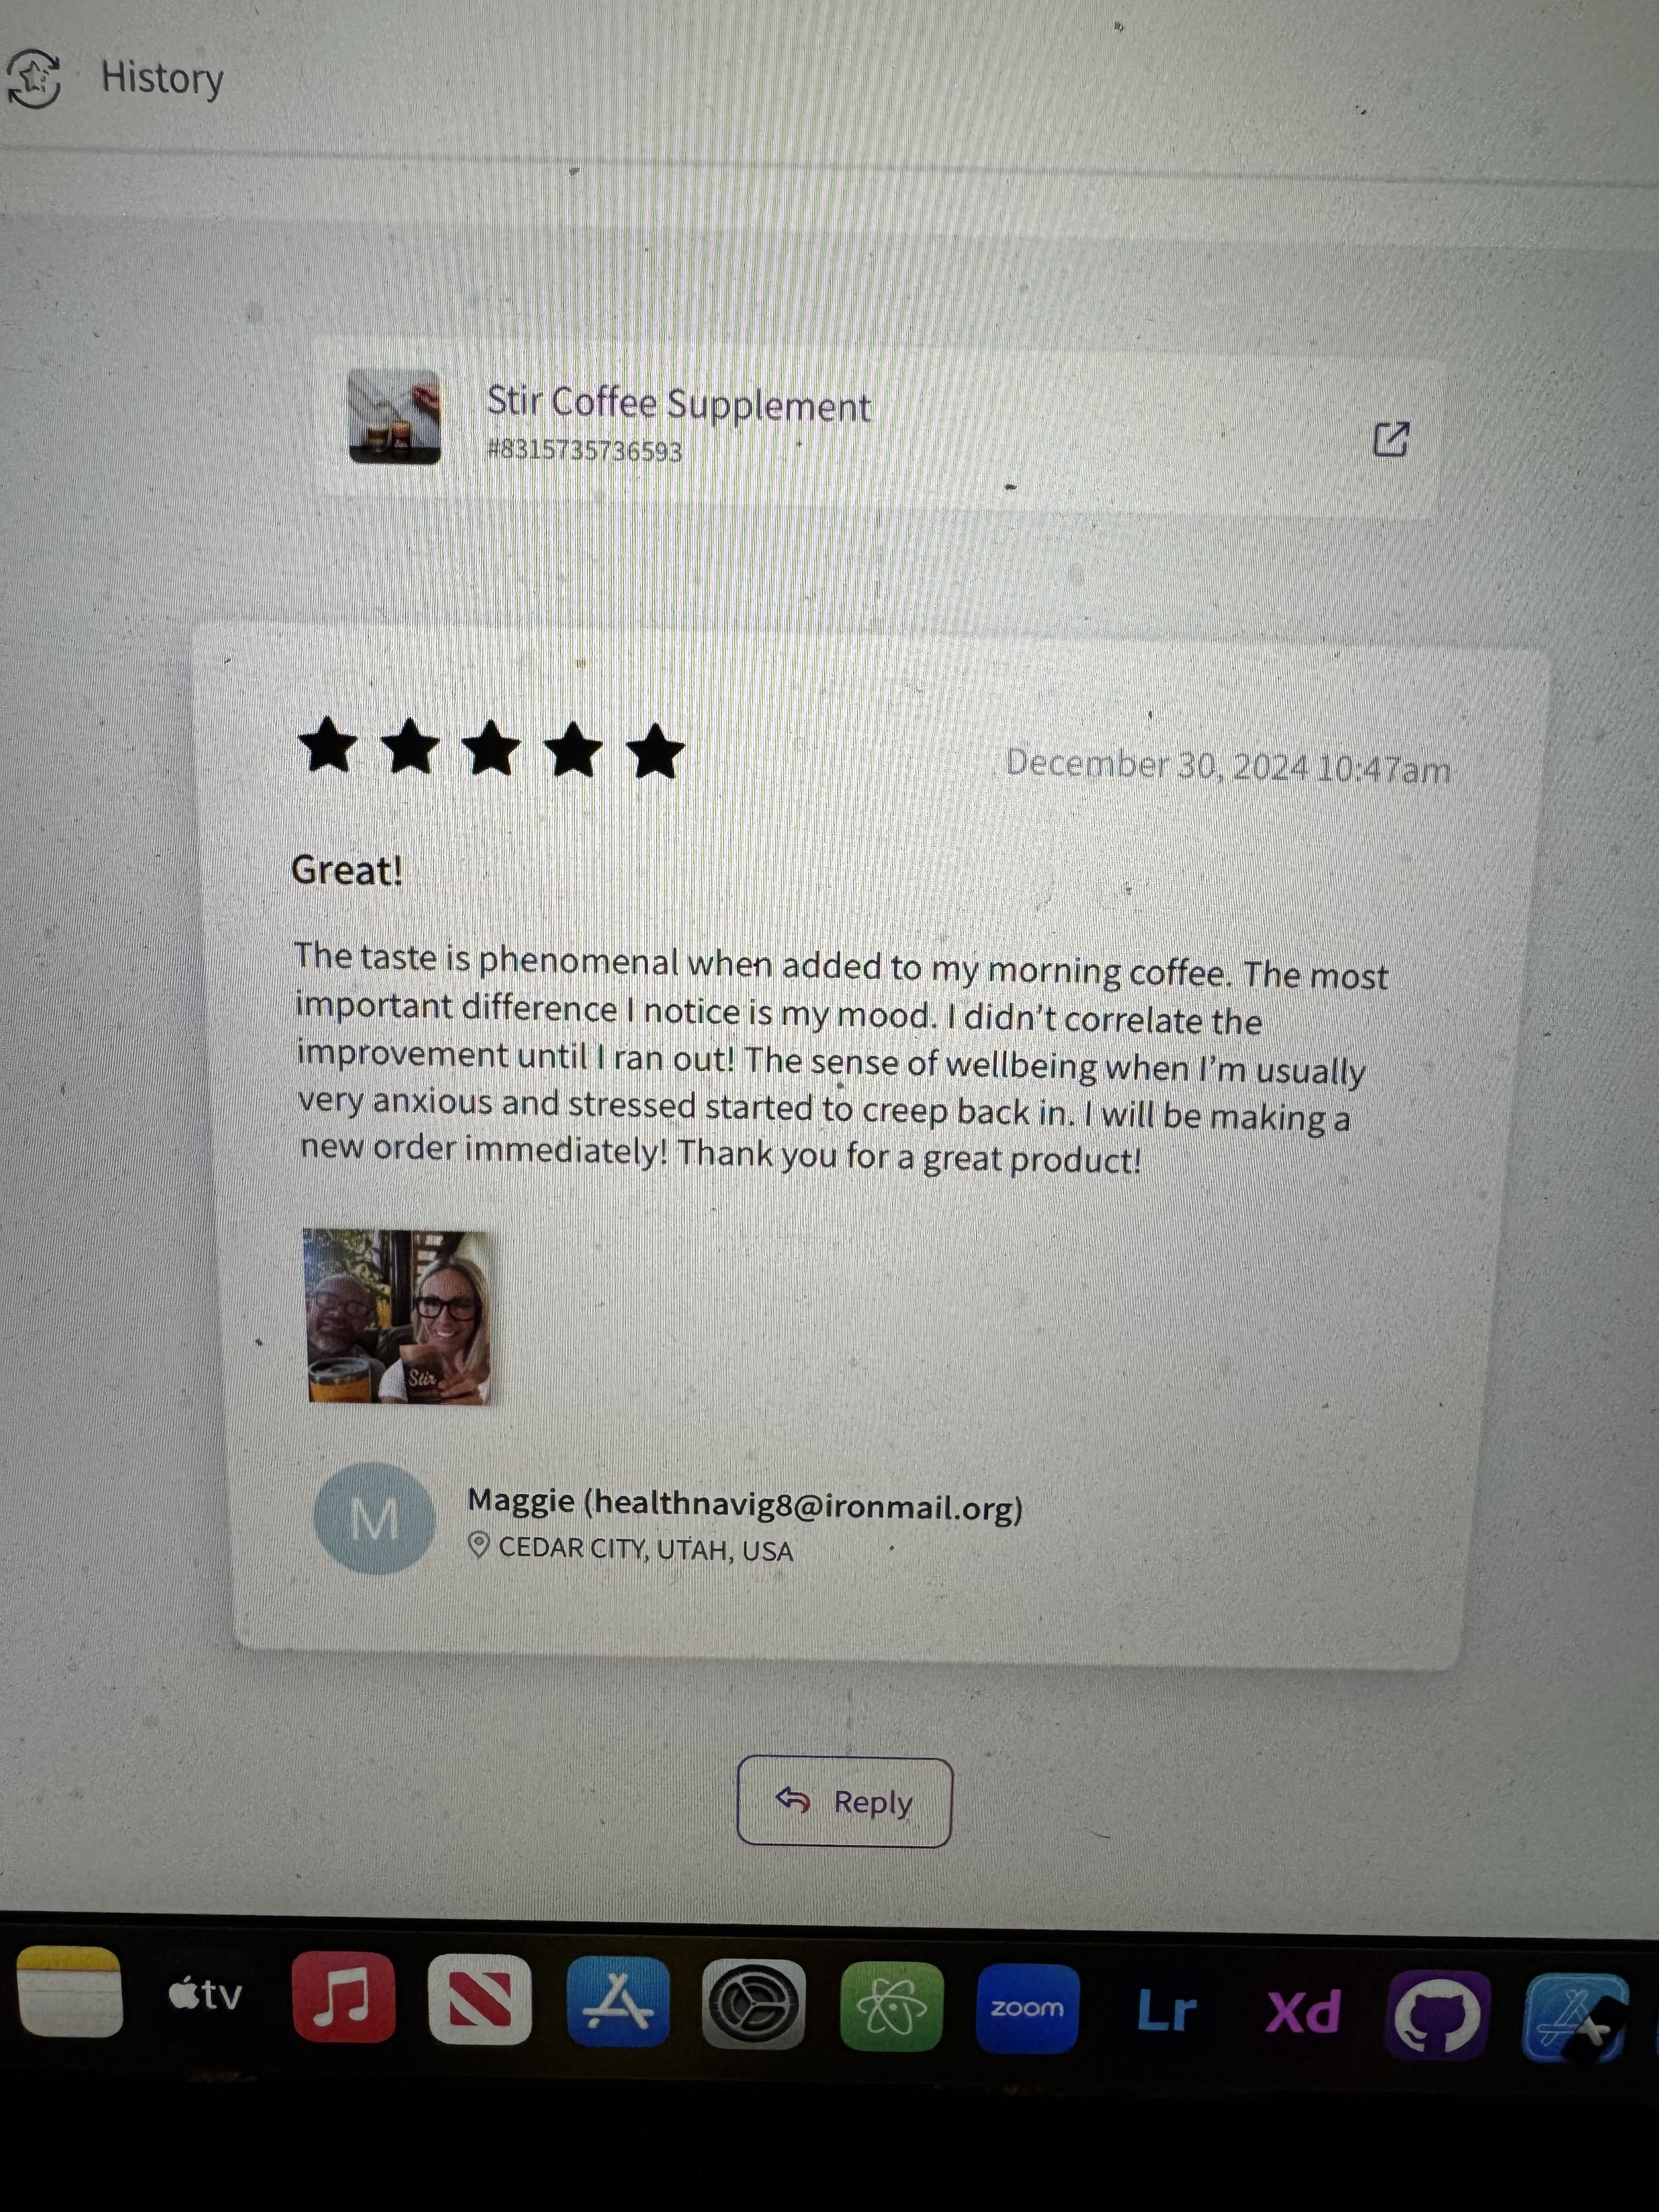 History
Stir Coffee Supplement
#8315735736593
December 30, 2024 10:47am
Great!
The taste is phenomenal when added to my morning coffee. The most
important difference I notice is my mood. I didn't correlate the
improvement until I ran out! The sense of wellbeing when I'm usually
very anxious and stressed started to creep back in. I will be making a
new order immediately! Thank you for a great product!
Stir
M
Maggie (healthnavig8@ironmail.org)
CEDAR CITY, UTAH, USA
Reply
tv
zoom
Lr
Xd